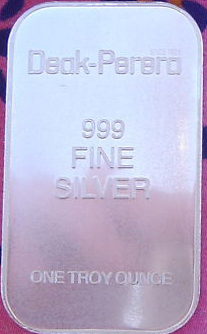 Deak-Perera
999
FINE
SILVER
ONE TROY OUNCE